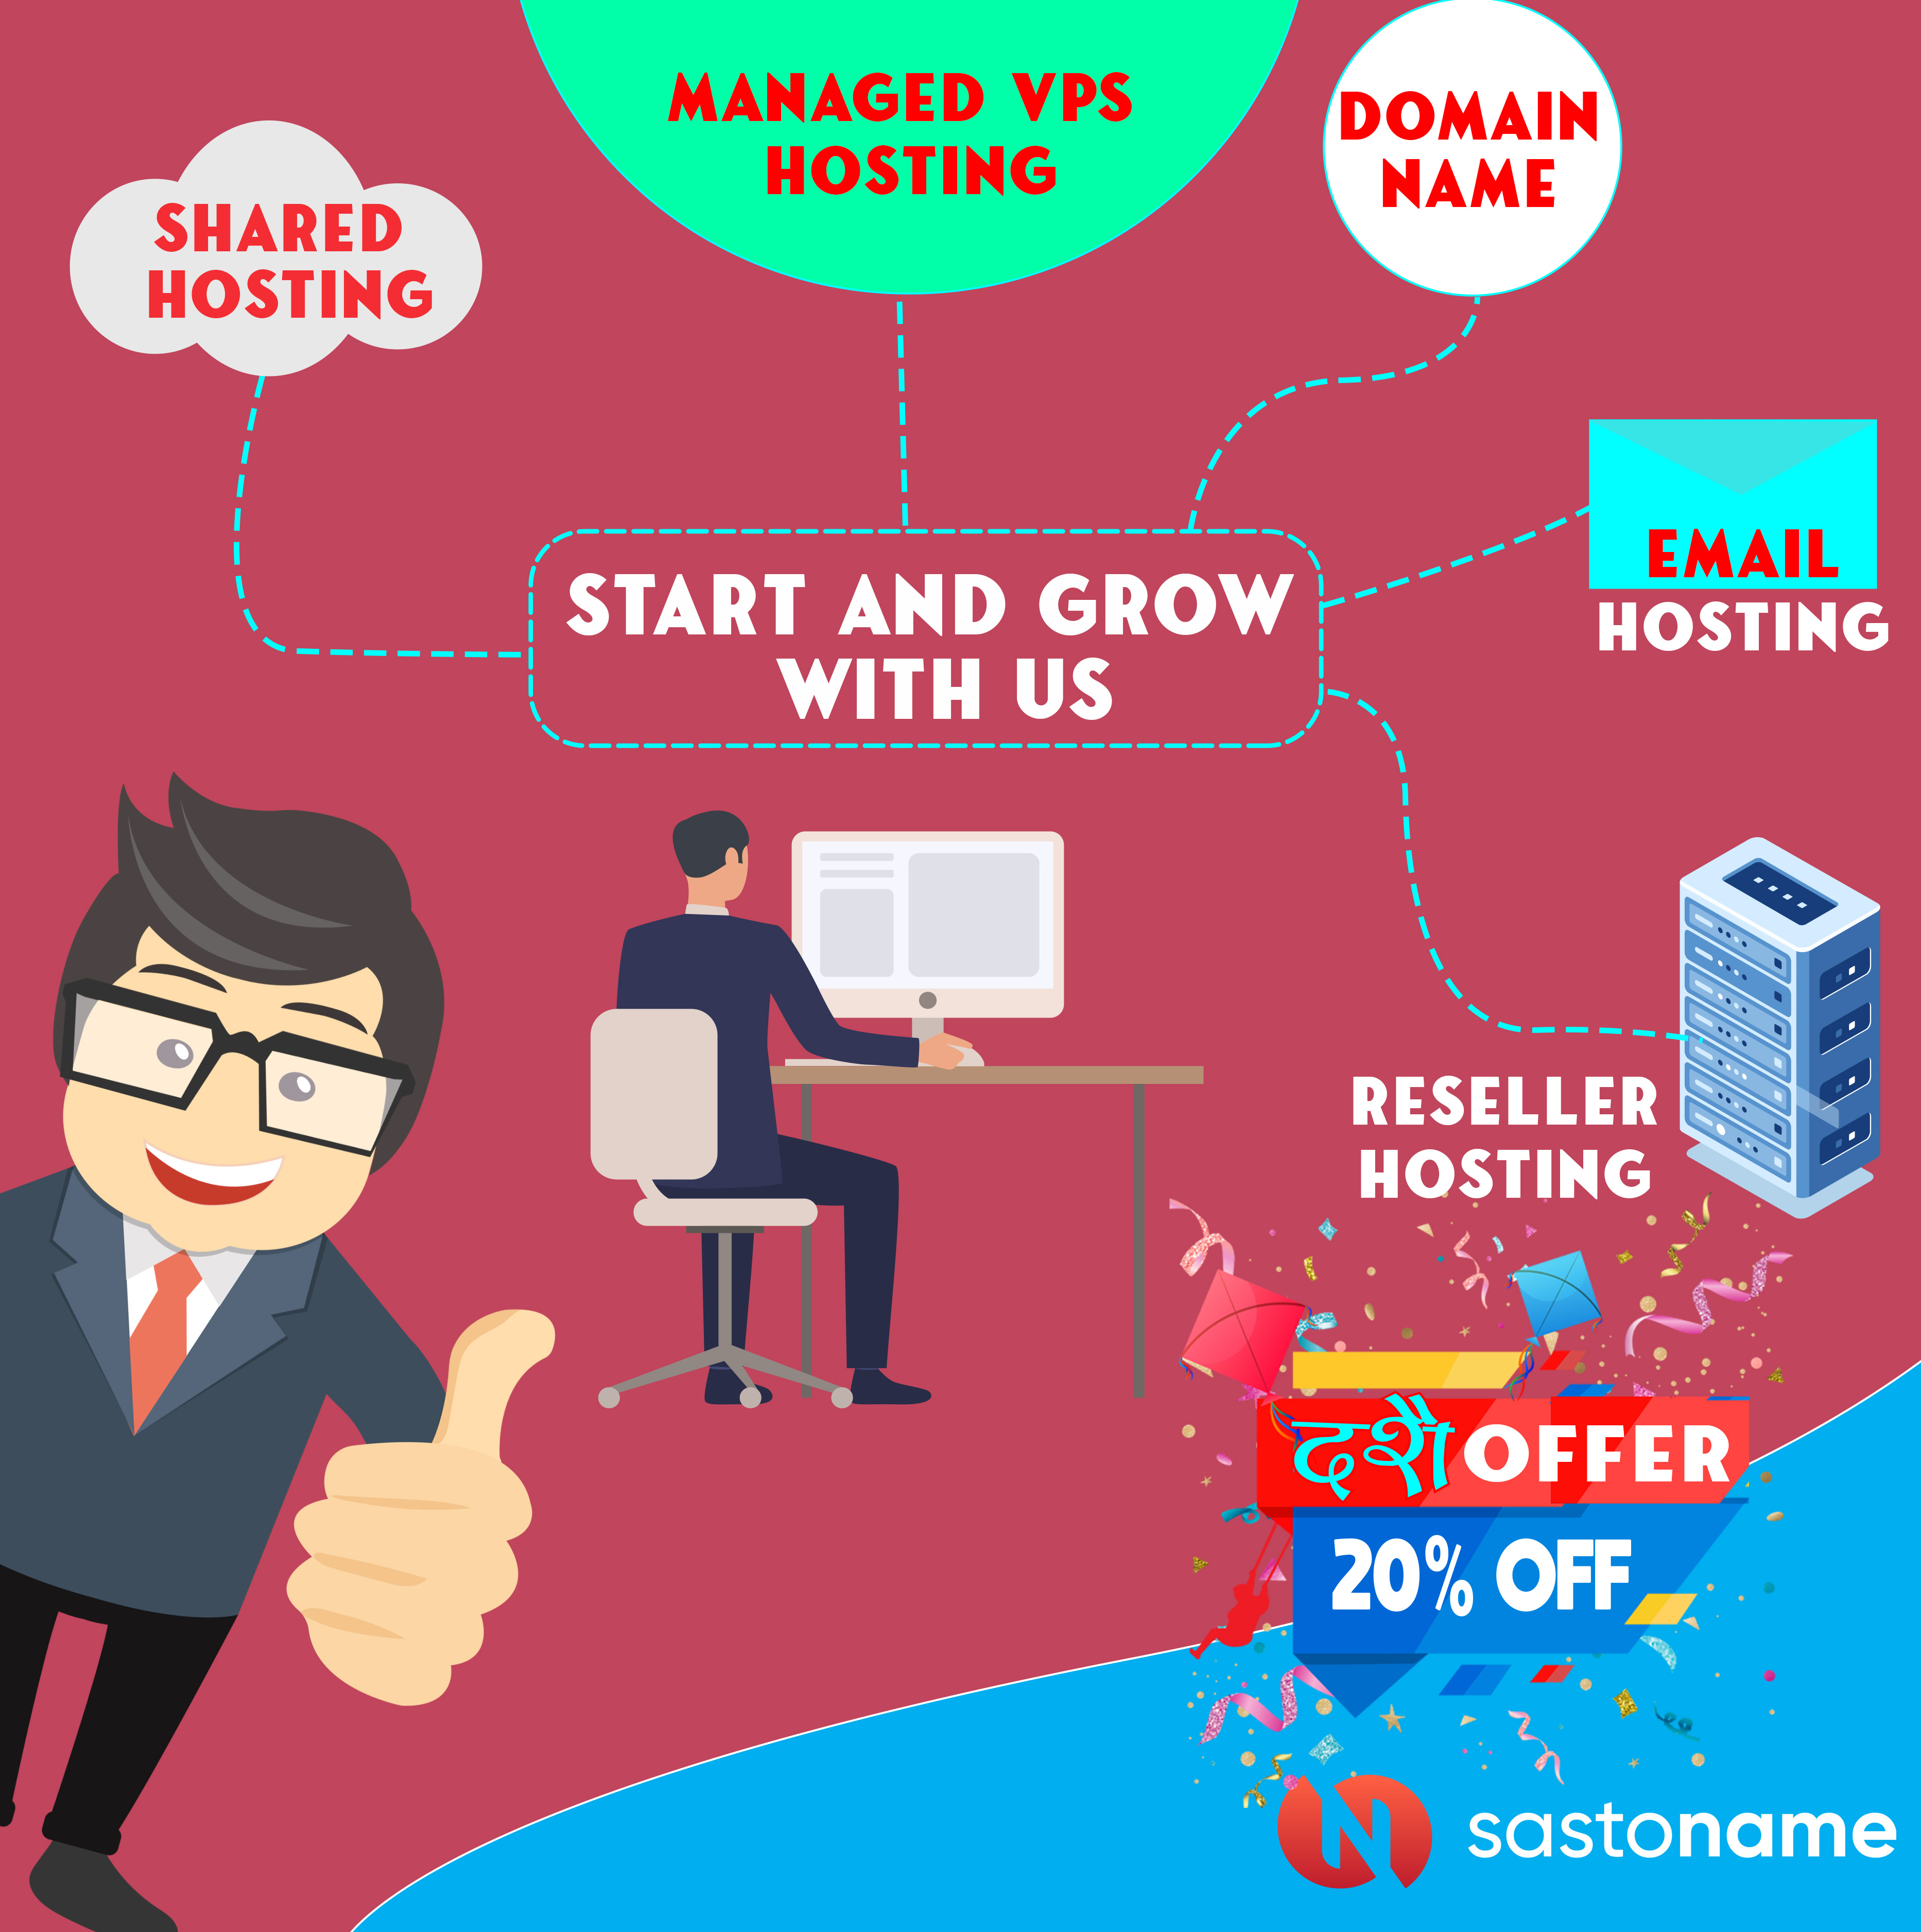 MANAGED VPS
HOSTING
DOMAIN
NAME
SHARED
HOSTING
EMAIL
HOSTING
START AND GROW
WITH US
RESELLER
HOSTING
दशैं OFFER
20% OFF
sastoname